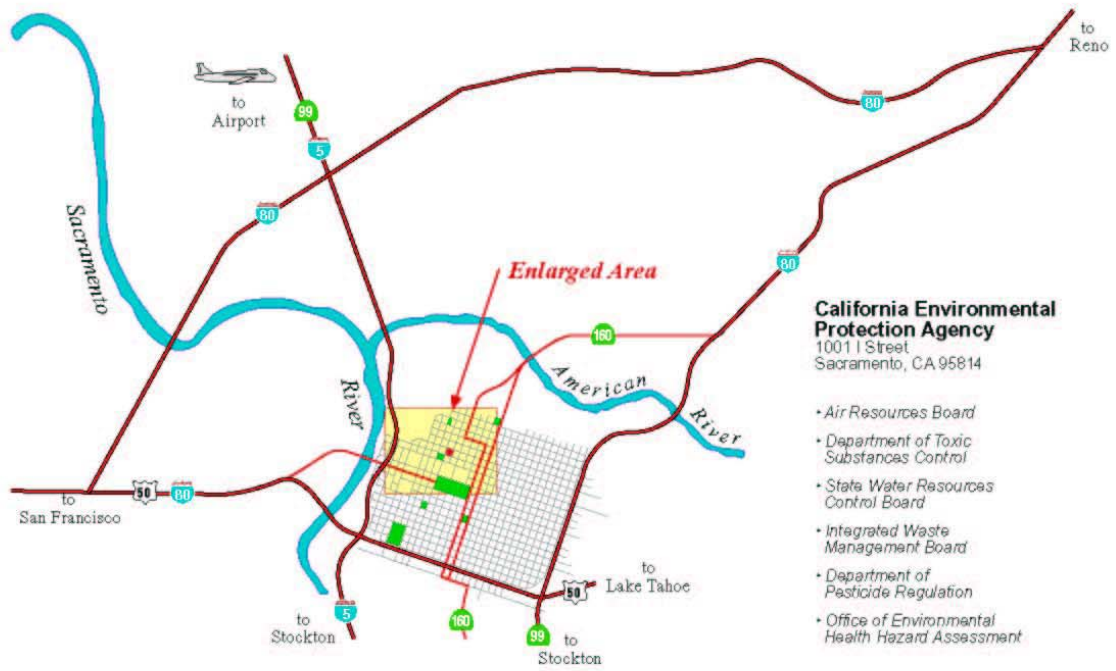 to
Reno
to
Airport
99
5
80
80
80
Sacramento
River
Enlarged Area
160
American
River
California Environmental
Protection Agency
1001 I Street
Sacramento, CA 95814
• Air Resources Board
• Department of Toxic
Substances Control
• State Water Resources
Control Board
• Integrated Waste
Management Board
• Department of
Pesticide Regulation
• Office of Environmental
Health Hazard Assessment
50
80
to
San Francisco
to
Lake Tahoe
50
to
Stockton
5
160
99
to
Stockton